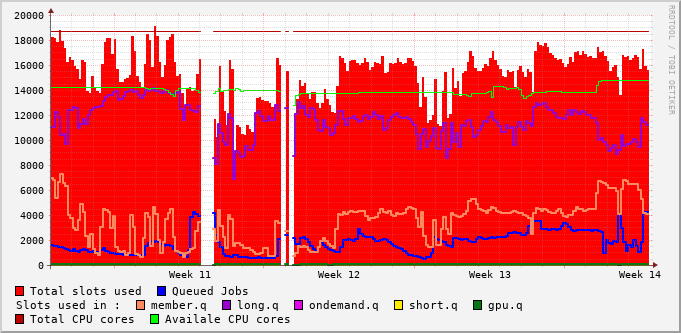 20000
18000
16000
14000
12000
10000
8000
6000
4000
2000
0
Week 11 Week 12 Week 13 Week 14
RRDTOOL / TOBI OETIKER
Total slots used Queued Jobs
Slots used in : member.q long.q ondemand.q short.q gpu.q
Total CPU cores Availale CPU cores